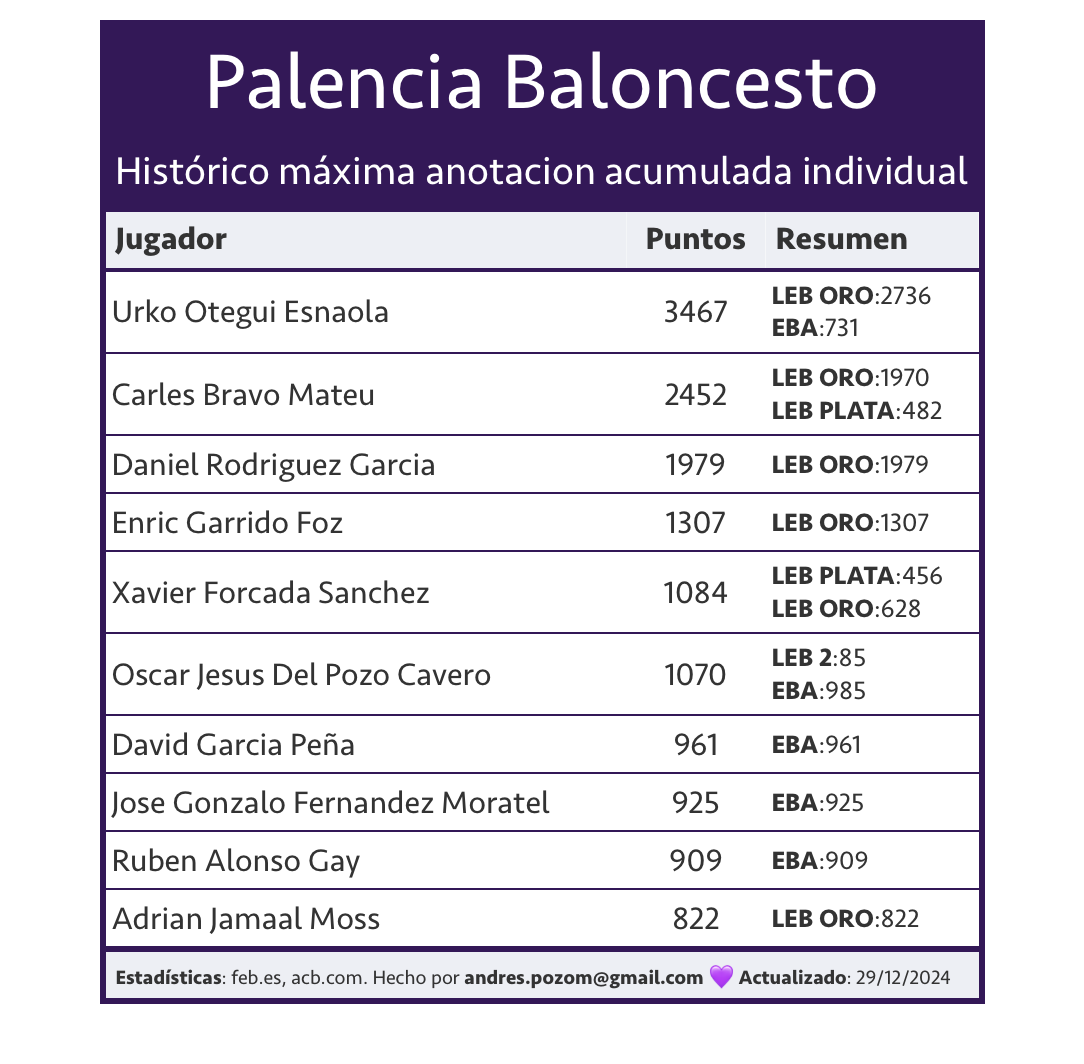 Palencia Baloncesto
Histórico máxima anotacion acumulada individual
Jugador Puntos Resumen
Urko Otegui Esnaola 3467 LEB ORO:2736
EBA:731
Carles Bravo Mateu 2452 LEB ORO:1970
LEB PLATA:482
Daniel Rodriguez Garcia 1979 LEB ORO:1979
Enric Garrido Foz 1307 LEB ORO:1307
Xavier Forcada Sanchez 1084 LEB PLATA:456
LEB ORO:628
Oscar Jesus Del Pozo Cavero 1070 LEB 2:85
EBA:985
David Garcia Peña 961 EBA:961
Jose Gonzalo Fernandez Moratel 925 EBA:925
Ruben Alonso Gay 909 EBA:909
Adrian Jamaal Moss 822 LEB ORO:822
Estadísticas: feb.es, acb.com. Hecho por andres.pozom@gmail.com 💜 Actualizado: 29/12/2024